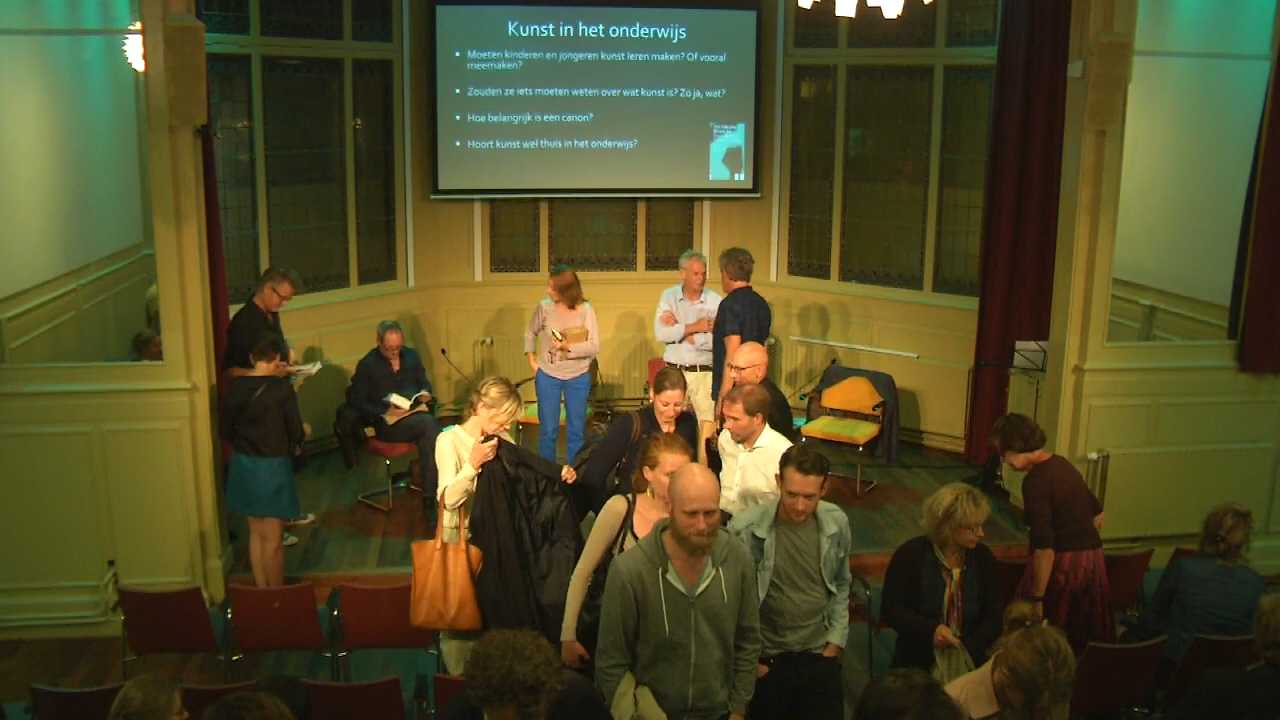 Kunst in het onderwijs
▪ Moeten kinderen en jongeren kunst leren maken? Of vooral
meemaken?
▪ Zouden ze iets moeten weten over wat kunst is? Zo ja, wat?
▪ Hoe belangrijk is een canon?
▪ Hoort kunst wel thuis in het onderwijs?